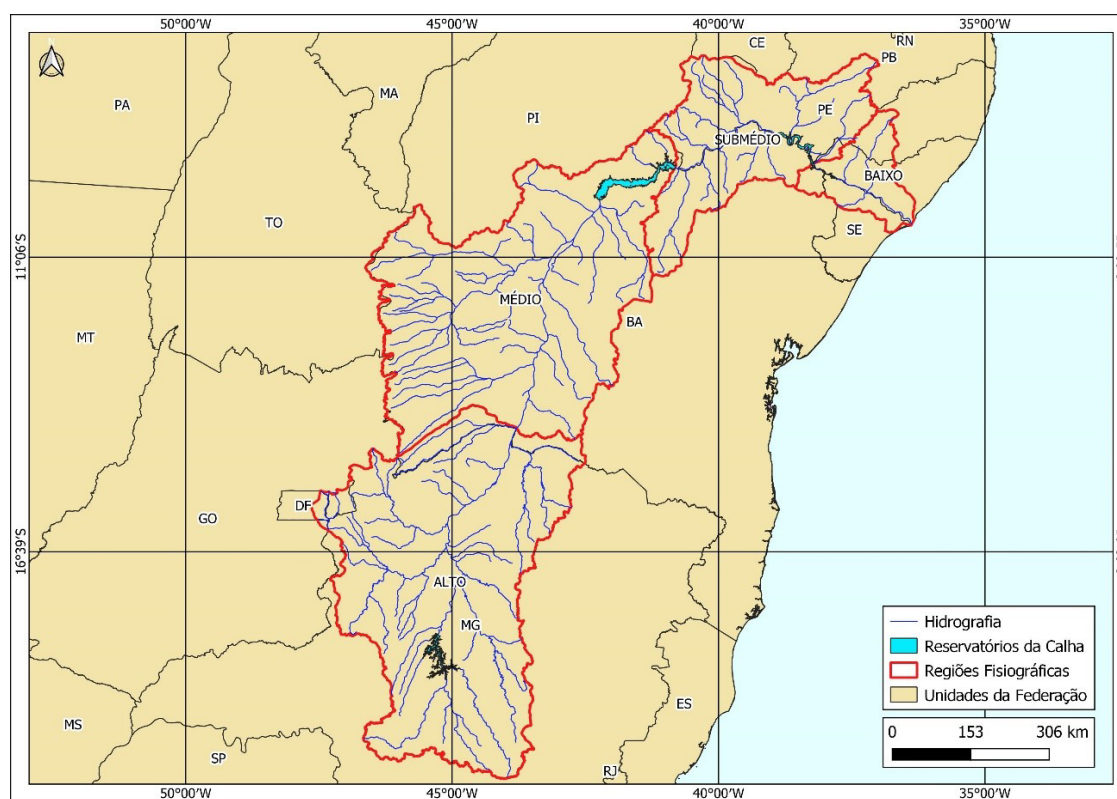 50°00'W 45°00'W 40°00'W 35°00'W
CE
RN
PB
PA
MA
PI
PE
SUBMÉDIO
BAIXO
TO
SE
11°06'S
MÉDIO
BA
MT
DF
GO
16°39'S
ALTO
MG
Hidrografia
Reservatórios da Calha
Regiões Fisiográficas
Unidades da Federação
ES
MS
0 153 306 km
SP
RJ
50°00'W 45°00'W 40°00'W 35°00'W